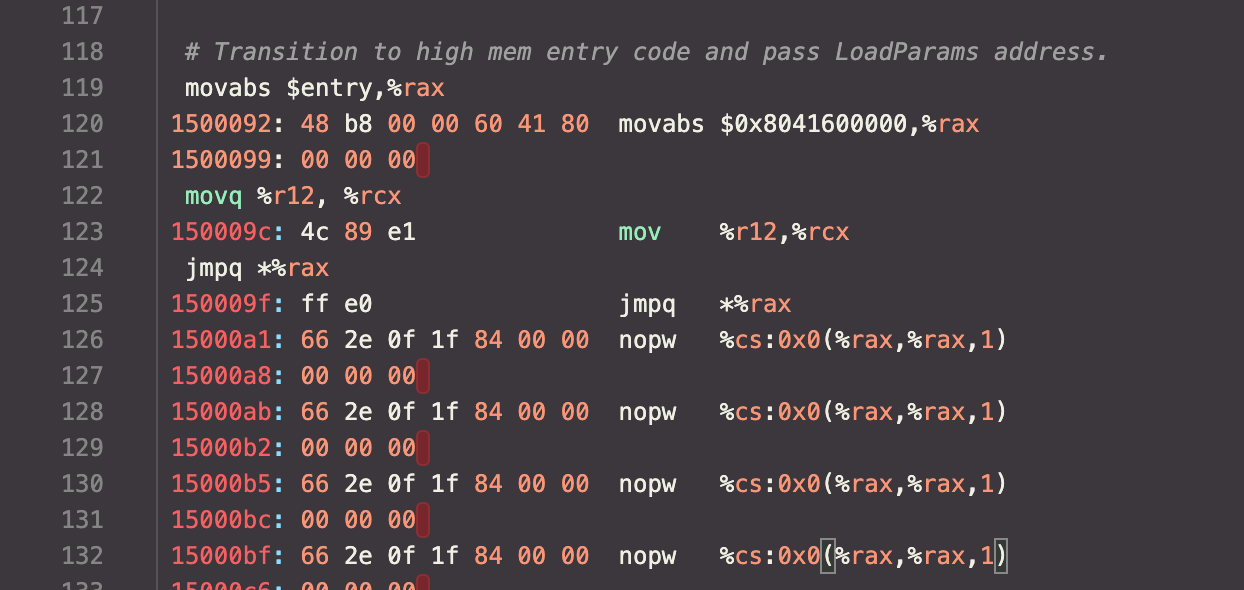 117
118 # Transition to high mem entry code and pass LoadParams address.
119 movabs $entry,%rax
120 1500092: 48 b8 00 00 60 41 80 movabs $0x8041600000,%rax
121 1500099: 00 00 00
122 movq %r12, %rcx
123 150009c: 4c 89 e1 mov %r12,%rcx
124 jmpq *%rax
125 150009f: ff e0 jmpq *%rax
126 15000a1: 66 2e 0f 1f 84 00 00 nopw %cs:0x0(%rax,%rax,1)
127 15000a8: 00 00 00
128 15000ab: 66 2e 0f 1f 84 00 00 nopw %cs:0x0(%rax,%rax,1)
129 15000b2: 00 00 00
130 15000b5: 66 2e 0f 1f 84 00 00 nopw %cs:0x0(%rax,%rax,1)
131 15000bc: 00 00 00
132 15000bf: 66 2e 0f 1f 84 00 00 nopw %cs:0x0(%rax,%rax,1)
133 15000c6: 00 00 00